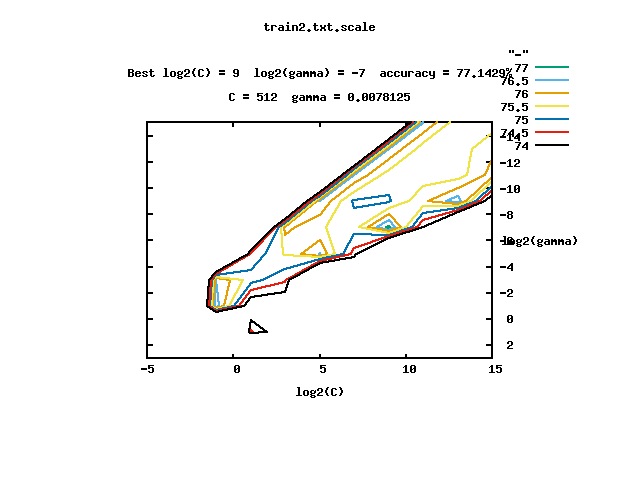 train2.txt.scale
"-"
Best log2(C) = 9  log2(gamma) = -7  accuracy = 77.1429%
77
76.5
C = 512  gamma = 0.0078125
76
75.5
75
74.5
74
-14
-12
-10
-8
-6
log2(gamma)
-4
-2
0
2
-5 0 5 10 15
log2(C)